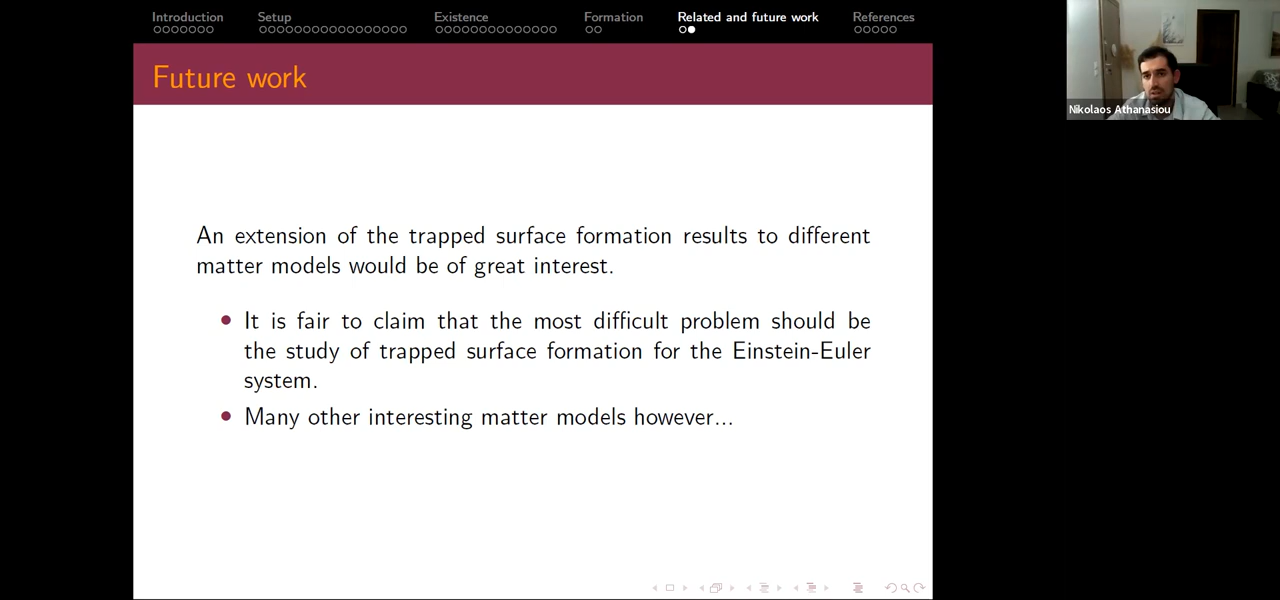 Introduction Setup Existence Formation Related and future work References
Future work
Nikolaos Athanasiou
An extension of the trapped surface formation results to different
matter models would be of great interest.
It is fair to claim that the most difficult problem should be
the study of trapped surface formation for the Einstein-Euler
system.
Many other interesting matter models however...